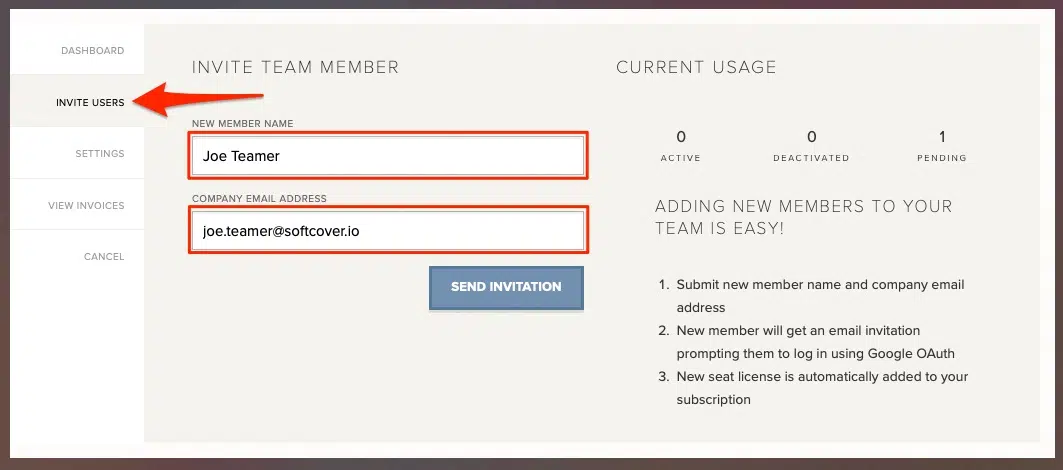 DASHBOARD
INVITE USERS
SETTINGS
VIEW INVOICES
CANCEL
INVITE TEAM MEMBER
NEW MEMBER NAME
Joe Teamer
COMPANY EMAIL ADDRESS
joe.teamer@softcover.io
SEND INVITATION
CURRENT USAGE
0 0 1
ACTIVE DEACTIVATED PENDING
ADDING NEW MEMBERS TO YOUR
TEAM IS EASY!
1. Submit new member name and company email
address
2. New member will get an email invitation
prompting them to log in using Google OAuth
3. New seat license is automatically added to your
subscription